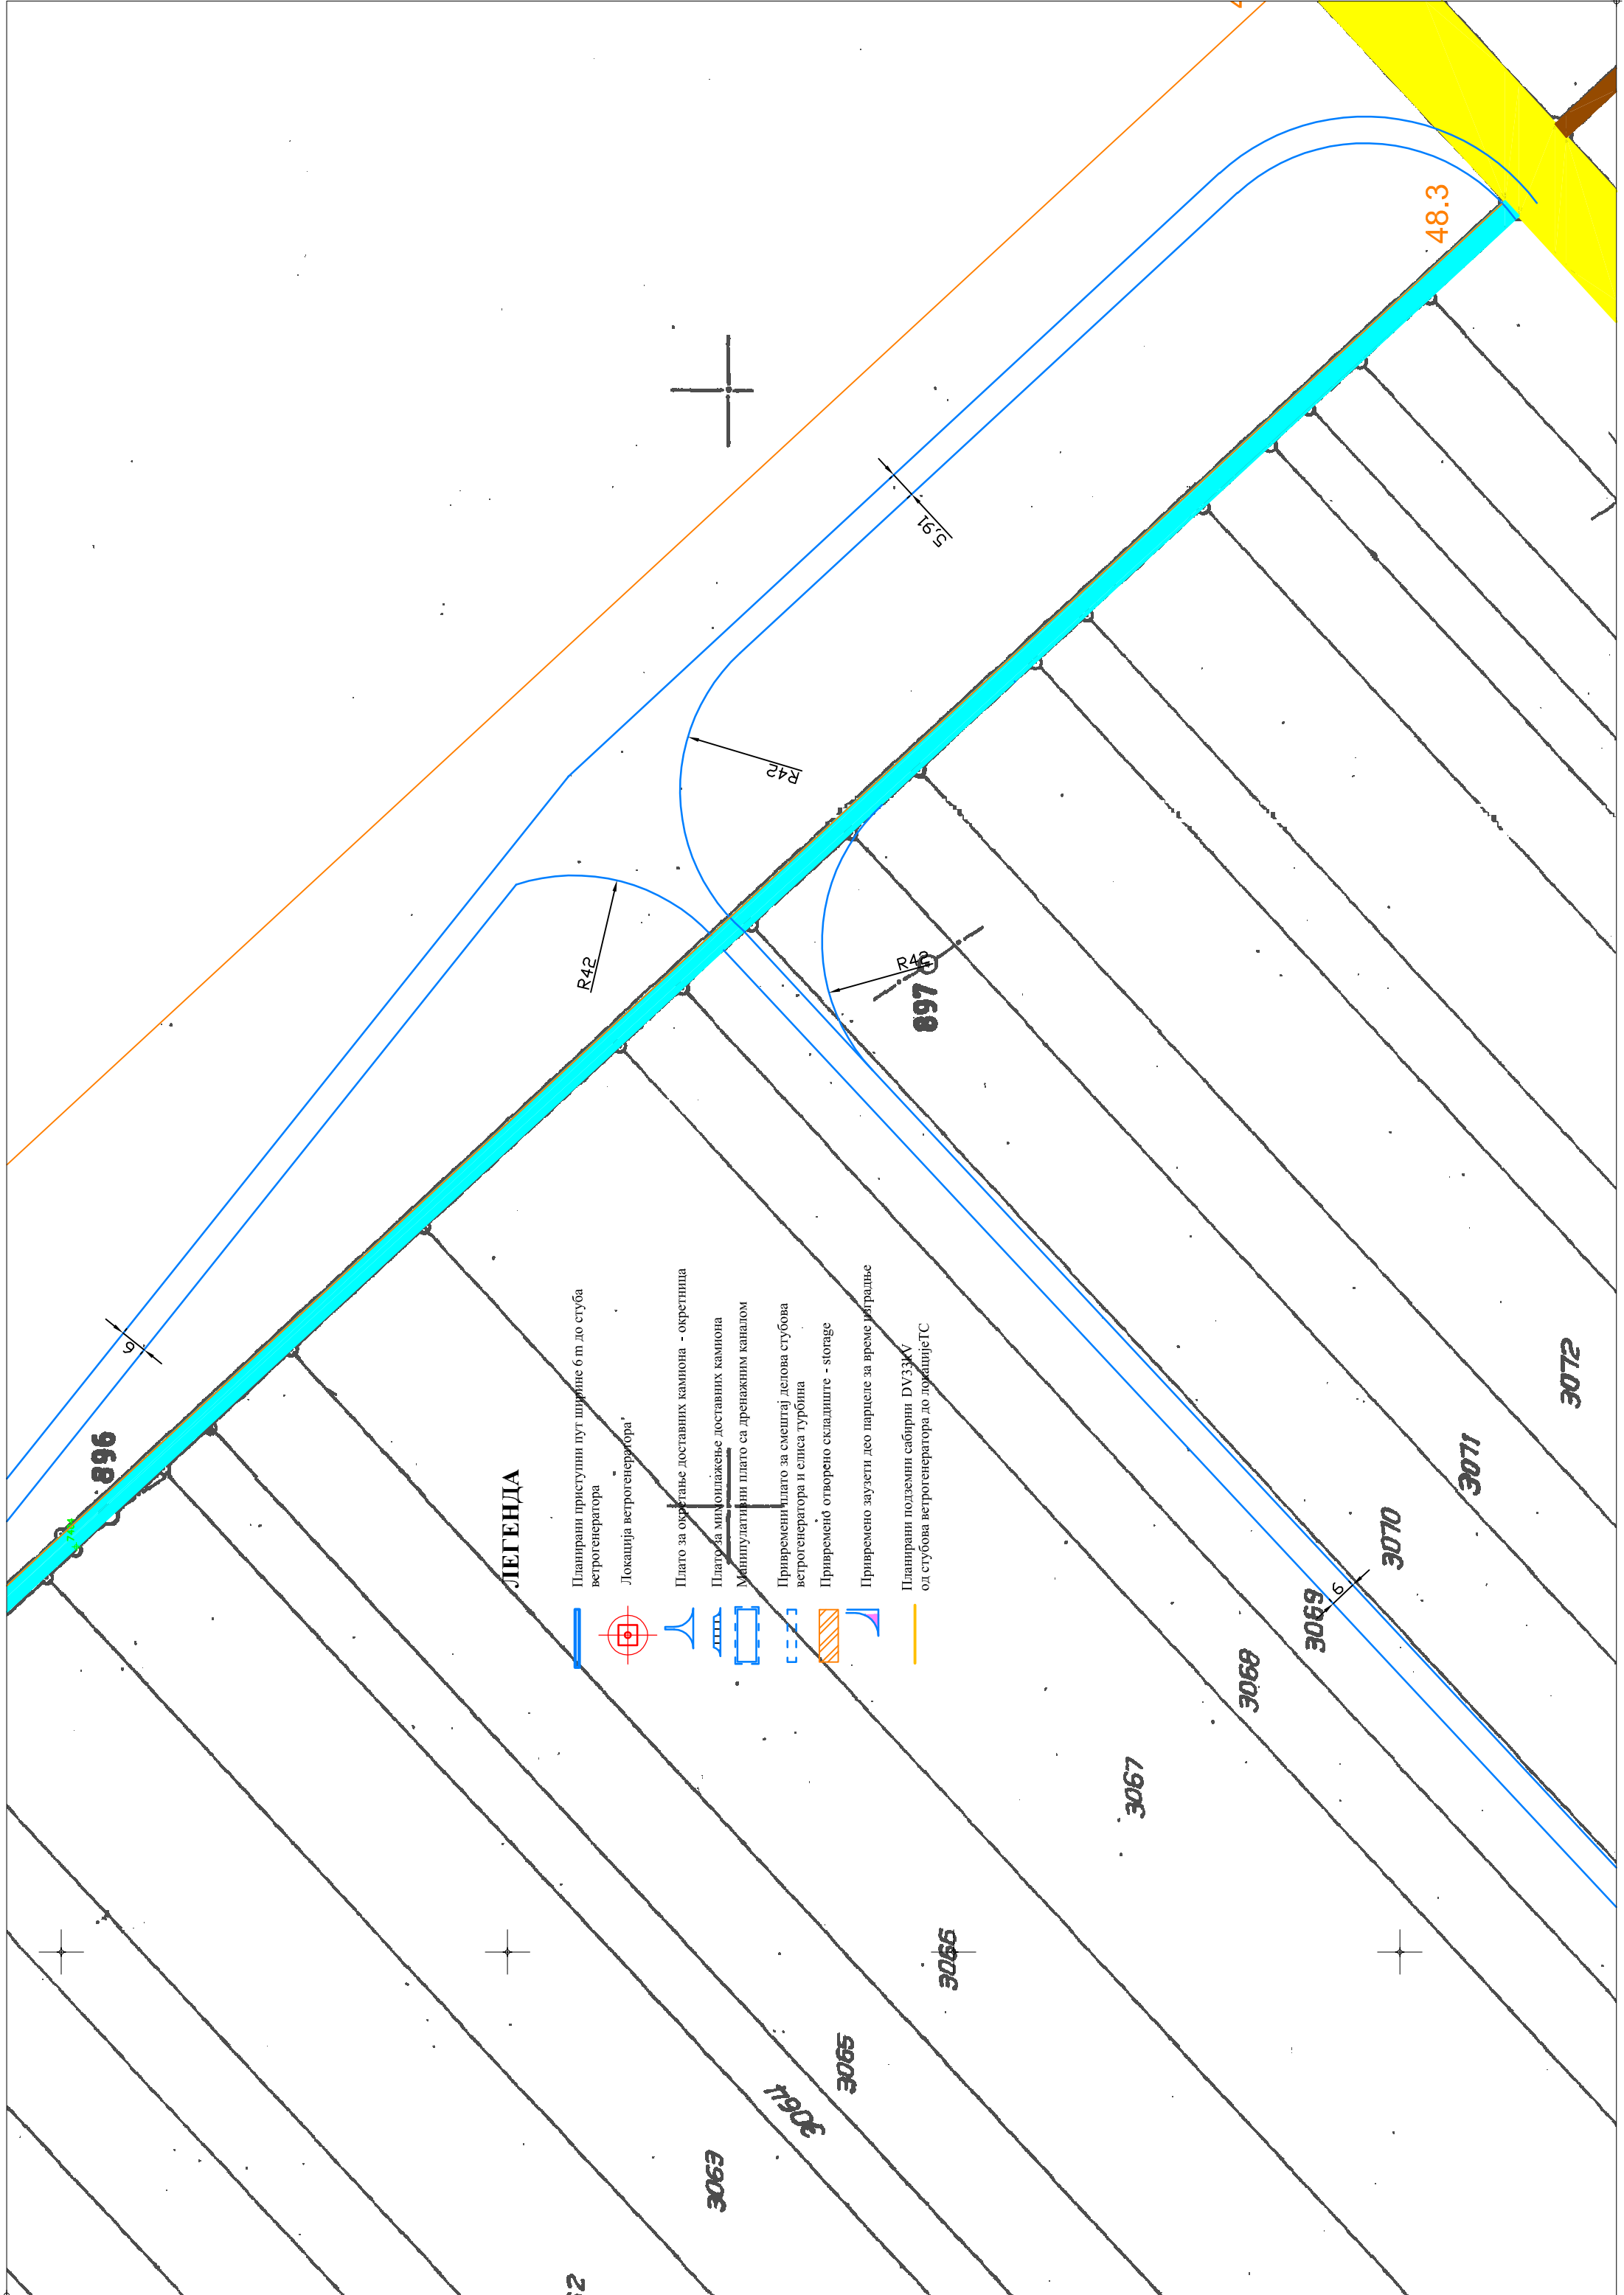 ЛЕГЕНДА
Планирани приступни пут ширине 6 m до стуба
ветрогенератора
Локација ветрогенератора'
Плато за окретање доставних камиона - окретница
Плато за мимоилажење доставних камиона
Манипулативни плато са дренажним каналом
Привремени плато за смештај делова стубова
ветрогенератора и елиса турбина
Привремено отворено складиште - storage
Привремено заузети део парцеле за време изградње
Планирани подземни сабирни DV33kV
од стубова ветрогенератора до локацијеТС
896
897
48.3
5,91
R42
R42
R42
6
6
3063
3064
3065
3066
3067
3068
3069
3070
3071
3072